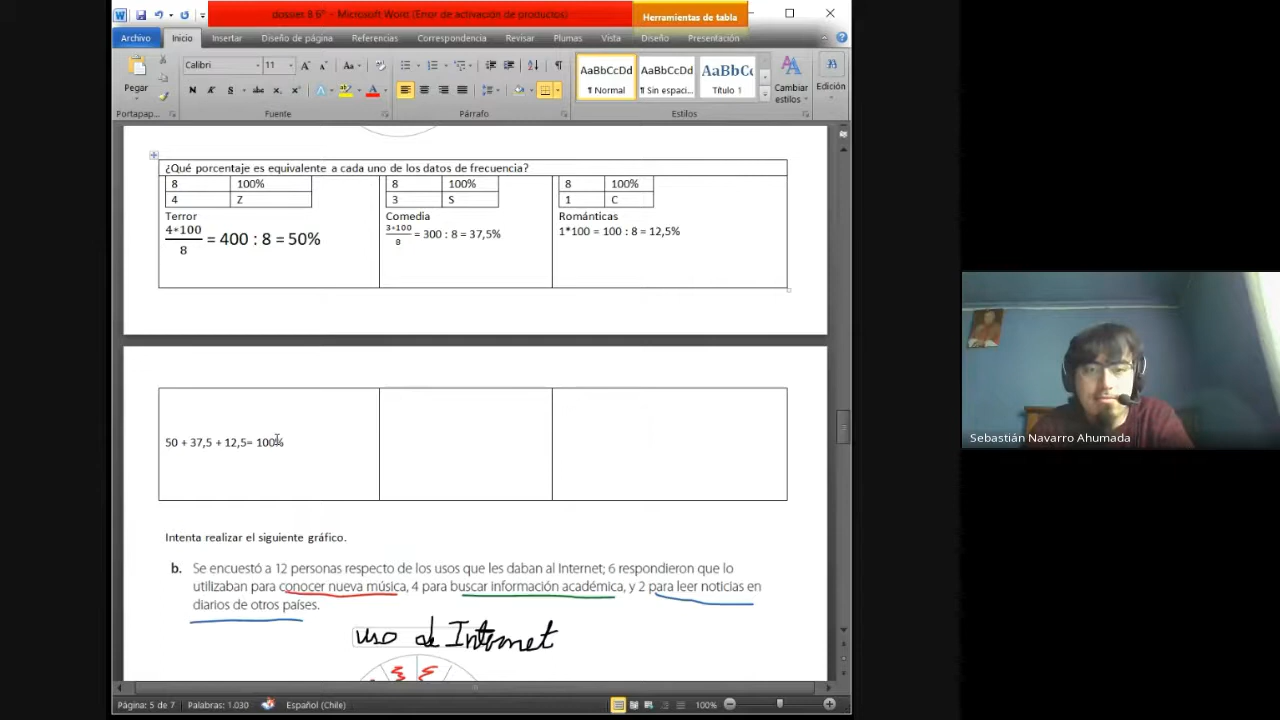 dossier 8 6° - Microsoft Word (Error de activación de productos)
Herramientas de tabla
Archivo Inicio Insertar Diseño de página Referencias Correspondencia Revisar Plumas Vista Diseño Presentación
Calibri 11
AaBbCcDd AaBbCcDd AaBbCc
Pegar
¶ Normal ¶ Sin espaci... Título 1
Cambiar estilos
Edición
Portapap... Fuente Párrafo Estilos
¿Qué porcentaje es equivalente a cada uno de los datos de frecuencia?
8 100% 8 100% 8 100%
4 Z 3 S 1 C
Terror Comedia Románticas
4*100/8 = 400 : 8 = 50% 3*100/8 = 300 : 8 = 37,5% 1*100 = 100 : 8 = 12,5%
50 + 37,5 + 12,5= 100%
Intenta realizar el siguiente gráfico.
b. Se encuestó a 12 personas respecto de los usos que les daban al Internet; 6 respondieron que lo
utilizaban para conocer nueva música, 4 para buscar información académica, y 2 para leer noticias en
diarios de otros países.
uso de Internet
Página: 5 de 7 Palabras: 1.030 Español (Chile) 100%
Sebastián Navarro Ahumada